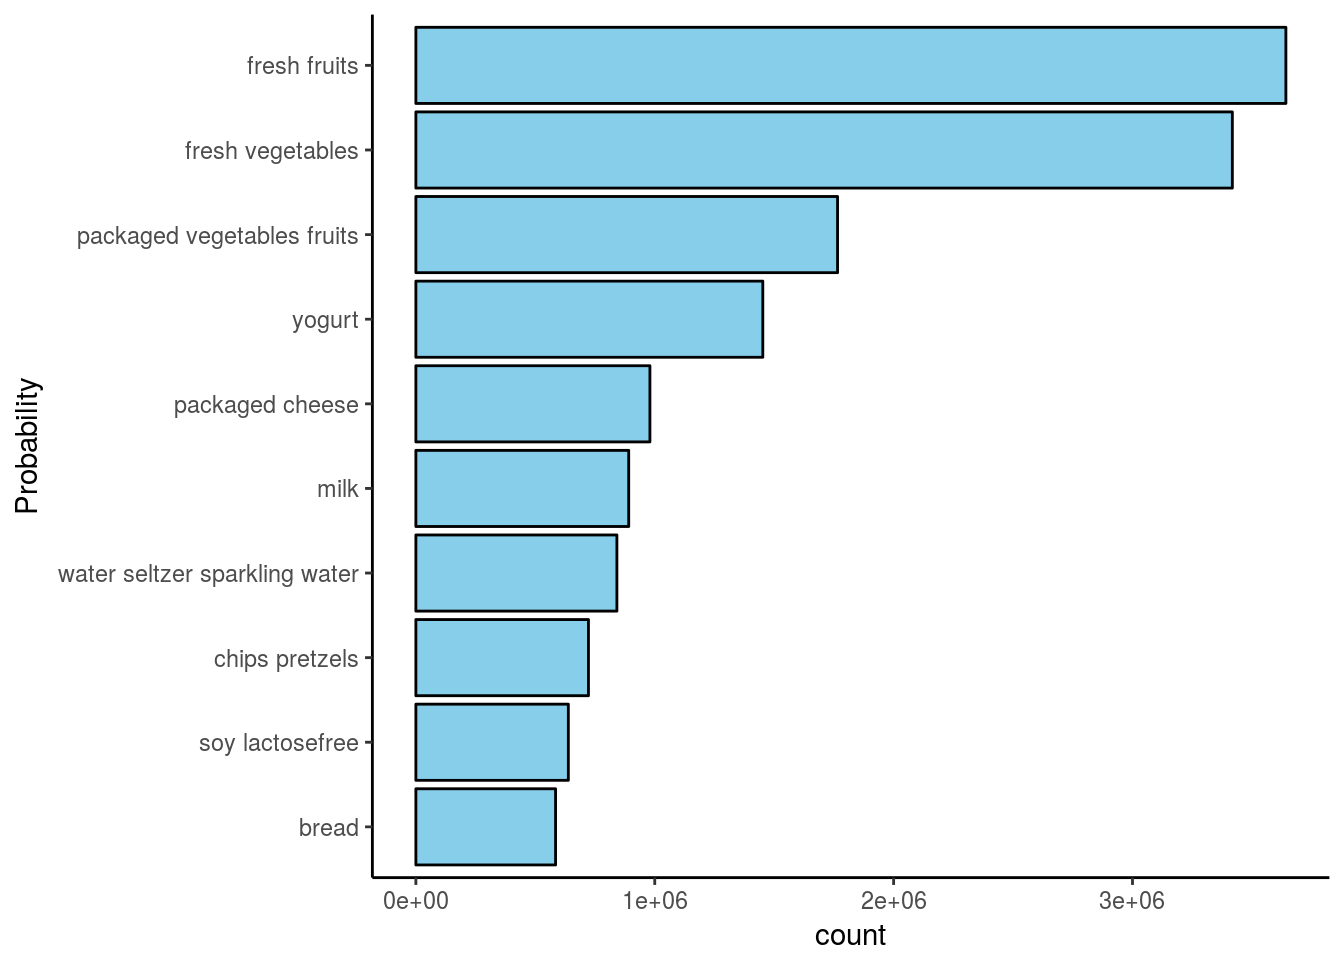 fresh fruits
fresh vegetables
packaged vegetables fruits
yogurt
packaged cheese
milk
water seltzer sparkling water
chips pretzels
soy lactosefree
bread
Probability
0e+00 1e+06 2e+06 3e+06
count